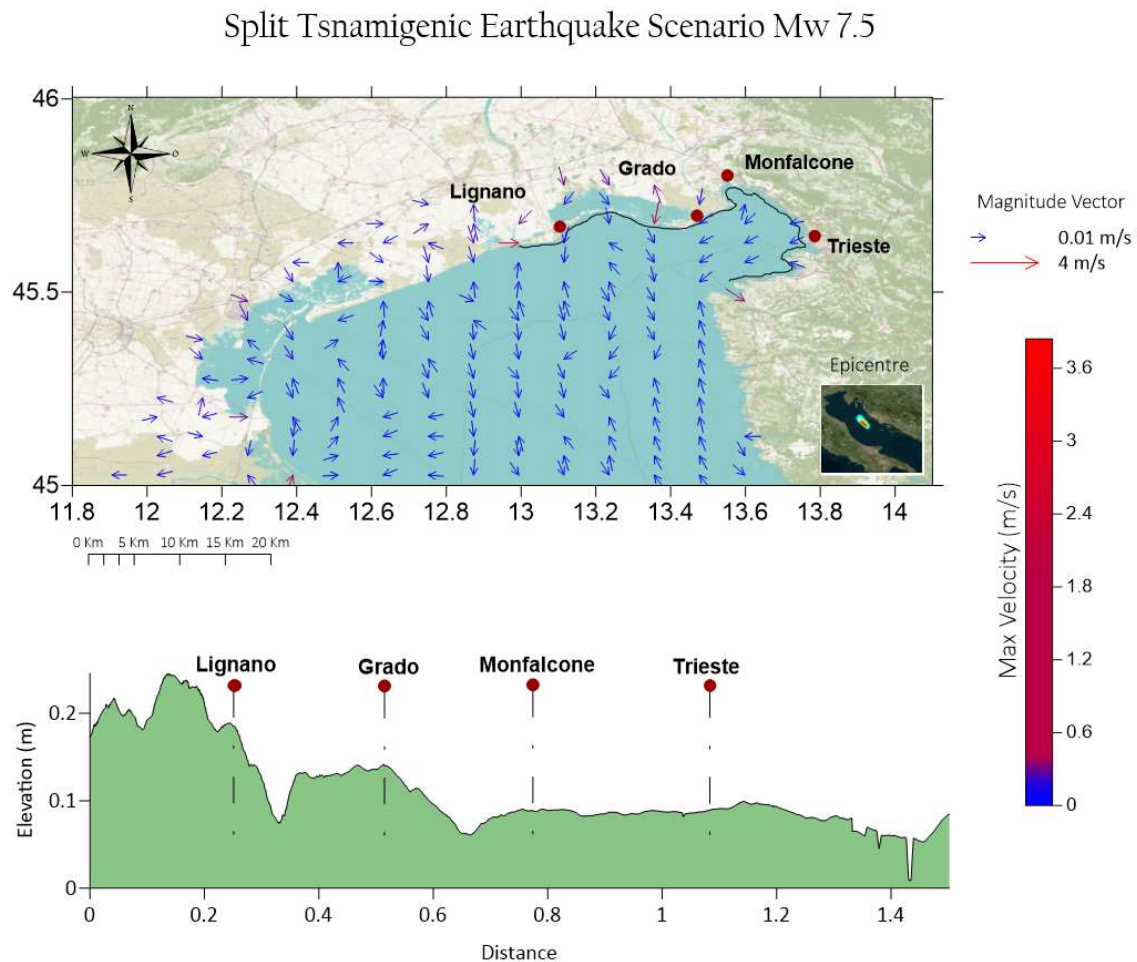 Split Tsnamigenic Earthquake Scenario Mw 7.5
46
45.5
45
N
W
O
S
Lignano
Grado
Monfalcone
Trieste
Epicentre
11.8 12 12.2 12.4 12.6 12.8 13 13.2 13.4 13.6 13.8 14
0 Km 5 Km 10 Km 15 Km 20 Km
Magnitude Vector
0.01 m/s
4 m/s
Max Velocity (m/s)
3.6
3
2.4
1.8
1.2
0.6
0
Lignano Grado Monfalcone Trieste
Elevation (m)
0.2
0.1
0
0 0.2 0.4 0.6 0.8 1 1.2 1.4
Distance